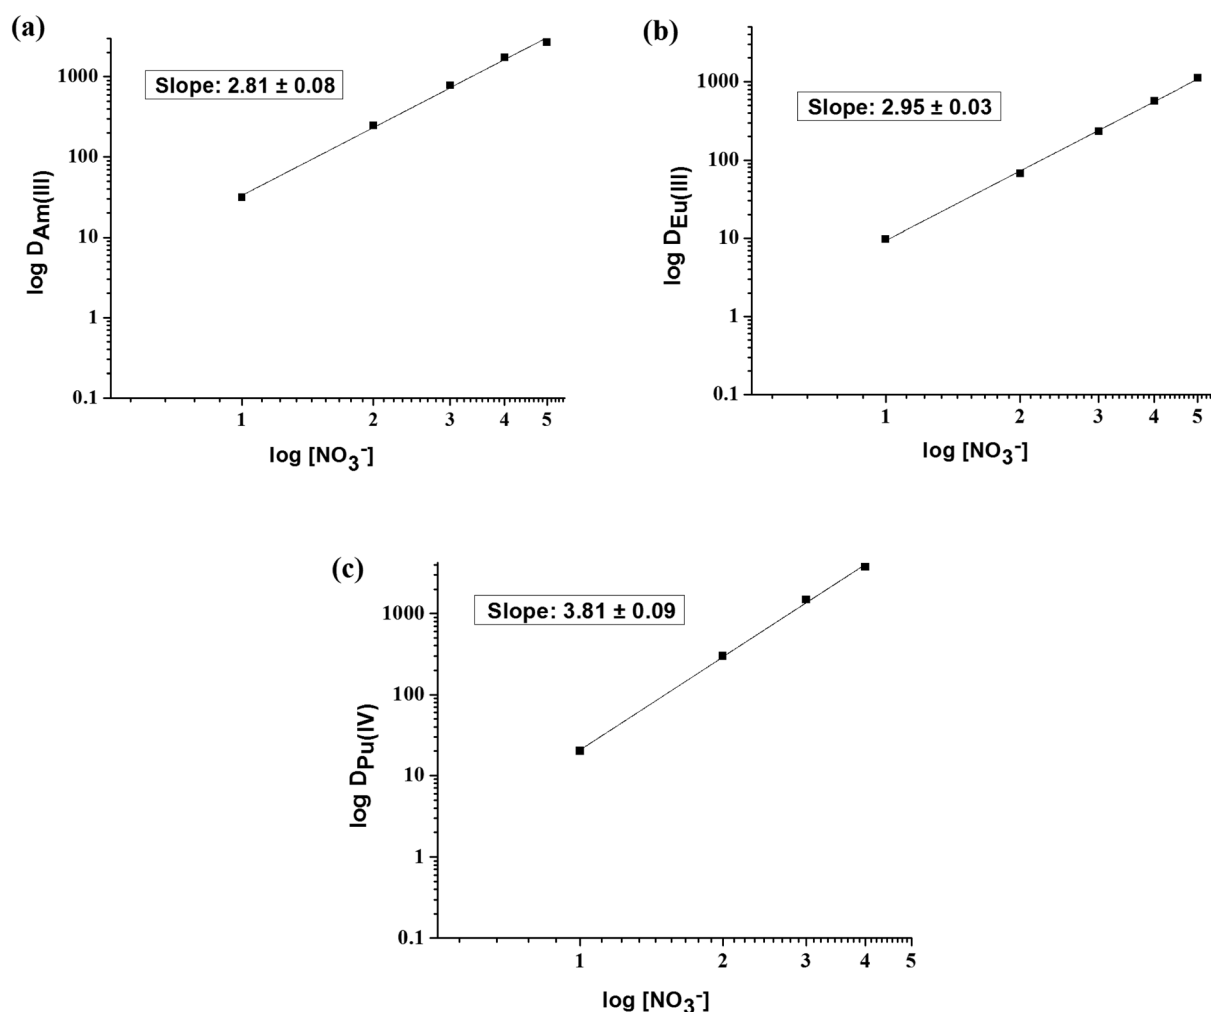 (a)
Slope: 2.81 ± 0.08
log D Am(III)
1000
100
10
1
0.1
1 2 3 4 5
log [NO3-]
(b)
Slope: 2.95 ± 0.03
log D Eu(III)
1000
100
10
1
0.1
1 2 3 4 5
log [NO3-]
(c)
Slope: 3.81 ± 0.09
log D Pu(IV)
1000
100
10
1
0.1
1 2 3 4 5
log [NO3-]